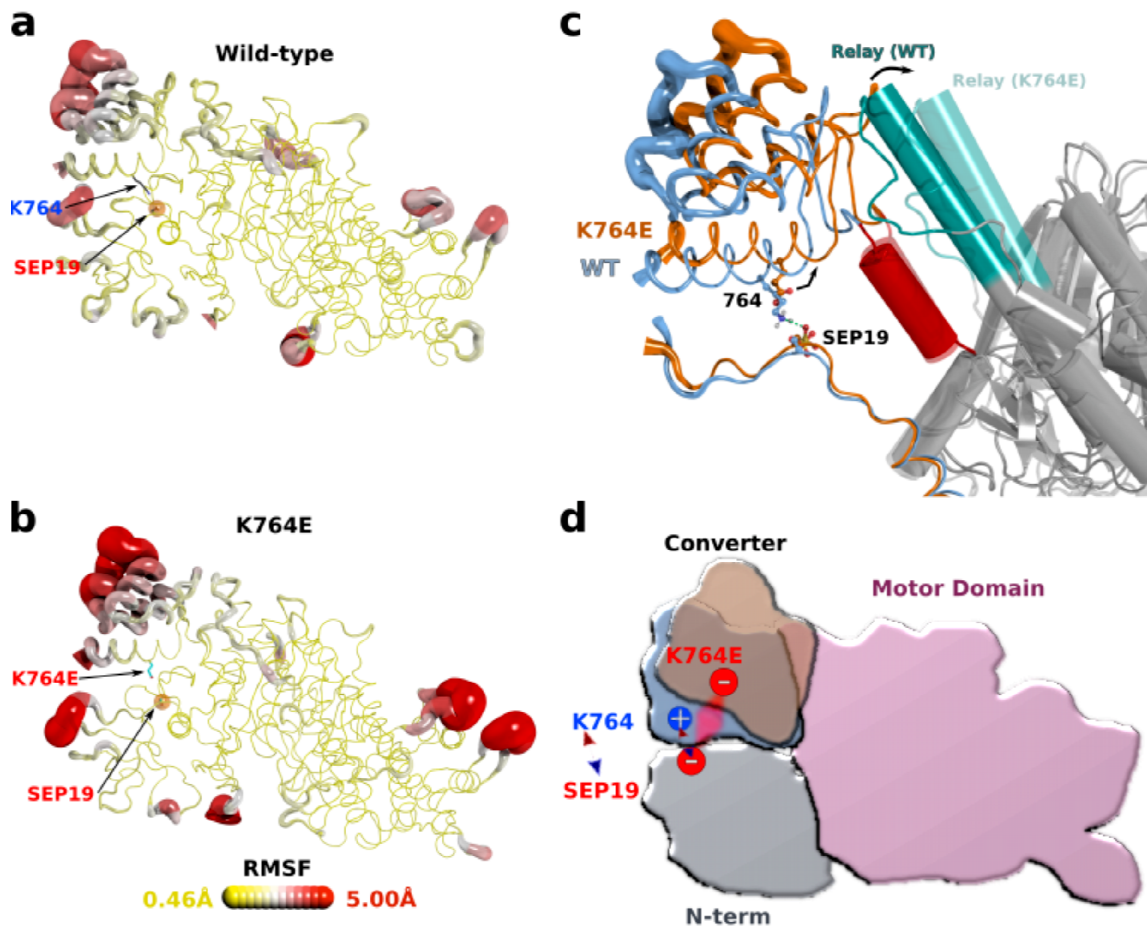 a
Wild-type
K764
SEP19
b
K764E
K764E
SEP19
RMSF
0.46Å
5.00Å
c
Relay (WT)
Relay (K764E)
K764E
WT
764
SEP19
d
Converter
Motor Domain
K764E
−
K764
+
SEP19
−
N-term